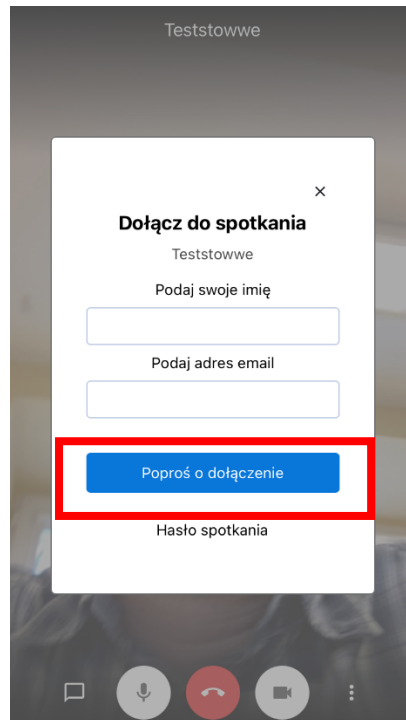 Teststowwe
Dołącz do spotkania
Teststowwe
Podaj swoje imię
Podaj adres email
Poproś o dołączenie
Hasło spotkania